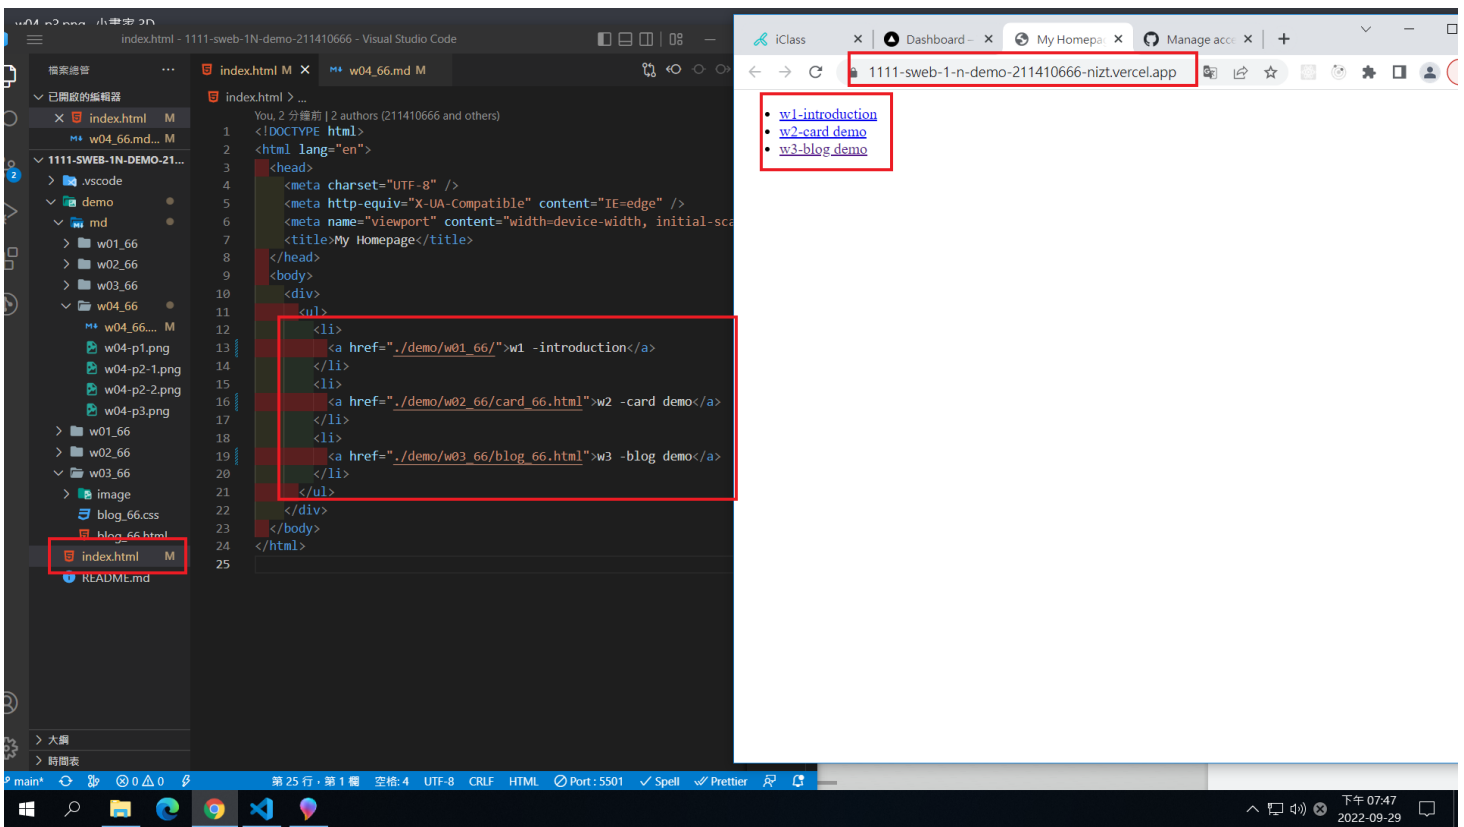 index.html - 1111-sweb-1N-demo-211410666 - Visual Studio Code
檔案總管
已開啟的編輯器
index.html M
w04_66.md... M
1111-SWEB-1N-DEMO-21...
.vscode
demo
md
w01_66
w02_66
w03_66
w04_66
w04_66.... M
w04-p1.png
w04-p2-1.png
w04-p2-2.png
w04-p3.png
w01_66
w02_66
w03_66
image
blog_66.css
blog_66.html
index.html M
README.md
大綱
時間表
2
index.html M
w04_66.md M
index.html > ...
You, 2 分鐘前 | 2 authors (211410666 and others)
1 <!DOCTYPE html>
2 <html lang="en">
3 <head>
4 <meta charset="UTF-8" />
5 <meta http-equiv="X-UA-Compatible" content="IE=edge" />
6 <meta name="viewport" content="width=device-width, initial-sca
7 <title>My Homepage</title>
8 </head>
9 <body>
10 <div>
11 <ul>
12 <li>
13 <a href="./demo/w01_66/">w1 -introduction</a>
14 </li>
15 <li>
16 <a href="./demo/w02_66/card_66.html">w2 -card demo</a>
17 </li>
18 <li>
19 <a href="./demo/w03_66/blog_66.html">w3 -blog demo</a>
20 </li>
21 </ul>
22 </div>
23 </body>
24 </html>
25
main* 0 0 第 25 行,第 1 欄 空格: 4 UTF-8 CRLF HTML Port : 5501 Spell Prettier
iClass
Dashboard –
My Homepa
Manage acce
1111-sweb-1-n-demo-211410666-nizt.vercel.app
w1-introduction
w2-card demo
w3-blog demo
下午 07:47
2022-09-29